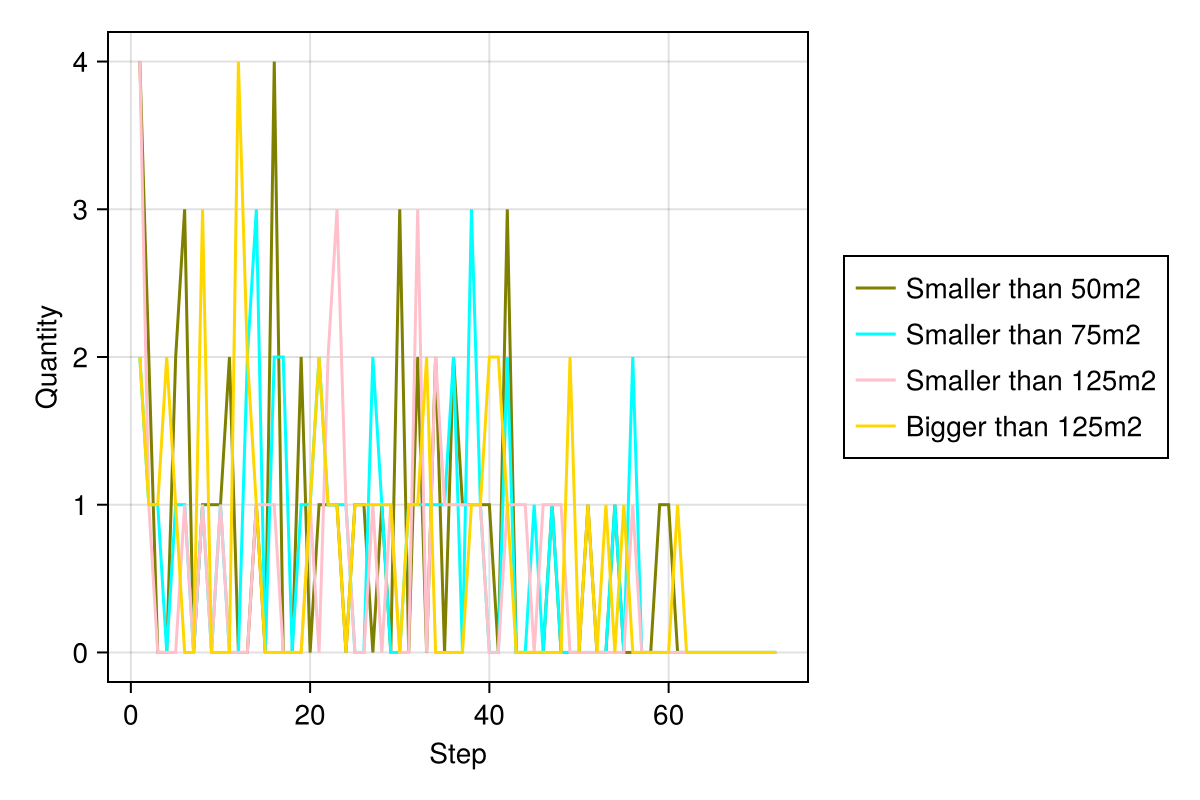 4
3
2
1
0
Quantity
0 20 40 60
Step
Smaller than 50m2
Smaller than 75m2
Smaller than 125m2
Bigger than 125m2